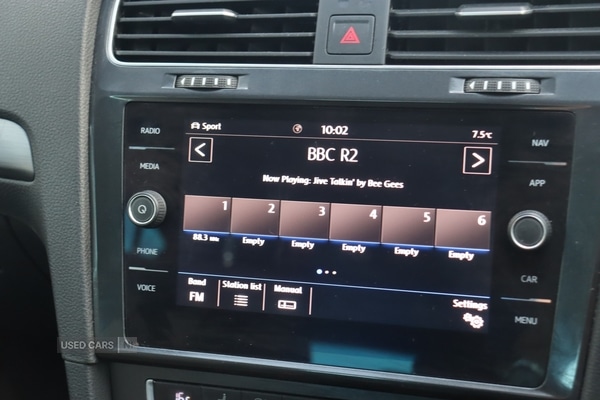 RADIO
MEDIA
PHONE
VOICE
NAV
APP
CAR
MENU
Sport
10:02
7.5°C
<
BBC R2
>
Now Playing: Jive Talkin' by Bee Gees
1 2 3 4 5 6
88.3 MHz Empty Empty Empty Empty Empty
Band Station list Manual Settings
FM
USED CARS